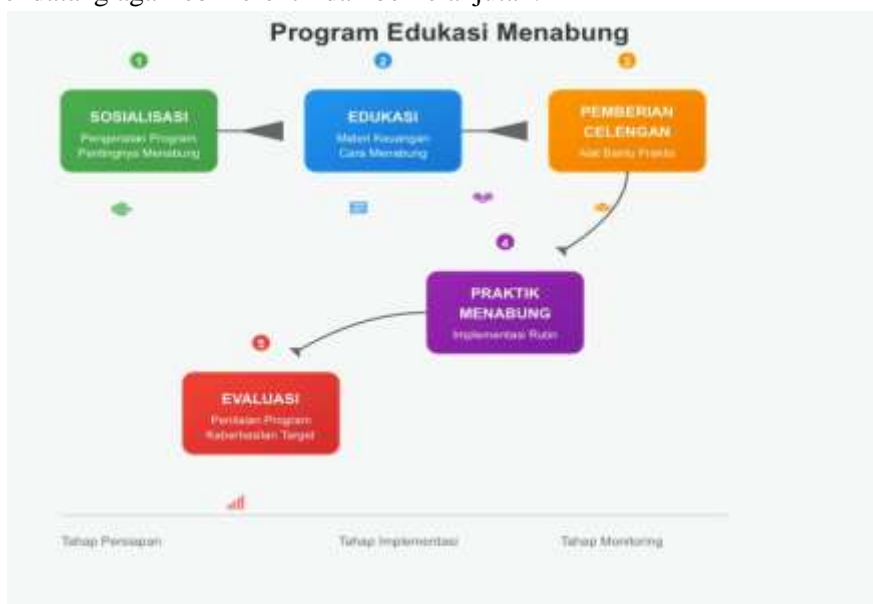 Program Edukasi Menabung
1
2
3
SOSIALISASI
Pengenalan Program
Pentingnya Menabung
EDUKASI
Materi Keuangan
Cara Menabung
PEMBERIAN
CELENGAN
Alat Bantu Praktis
4
PRAKTIK
MENABUNG
Implementasi Rutin
5
EVALUASI
Penilaian Program
Keberhasilan Target
Tahap Persiapan
Tahap Implementasi
Tahap Monitoring